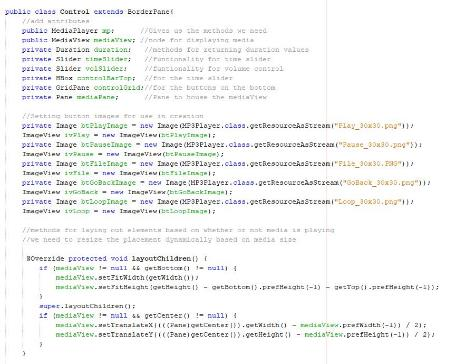 public class Control extends BorderPane{
//add attributes
public MediaPlayer mp; //Gives us the methods we need
public MediaView mediaView; //node for displaying media
private Duration duration; //methods for returning duration values
private Slider timeSlider; //funtionality for time slider
private Slider volSlider; //funtionality for volume control
private HBox controlBarTop; //for the time slider
private GridPane controlGrid; //for the buttons on the bottom
private Pane mediaPane; //Pane to house the mediaView
//Setting button images for use in creation
private Image btPlayImage = new Image(MP3Player.class.getResourceAsStream("Play_30x30.png"));
ImageView ivPlay = new ImageView(btPlayImage);
private Image btPauseImage = new Image(MP3Player.class.getResourceAsStream("Pause_30x30.png"));
ImageView ivPause = new ImageView(btPauseImage);
private Image btFileImage = new Image(MP3Player.class.getResourceAsStream("File_30x30.PNG"));
ImageView ivFile = new ImageView(btFileImage);
private Image btGoBackImage = new Image(MP3Player.class.getResourceAsStream("GoBack_30x30.png"));
ImageView ivGoBack = new ImageView(btGoBackImage);
private Image btLoopImage = new Image(MP3Player.class.getResourceAsStream("Loop_30x30.png"));
ImageView ivLoop = new ImageView(btLoopImage);
//methods for laying out elements based on whether or not media is playing
//we need to resize the placement dynamically based on media size
@Override protected void layoutChildren() {
if (mediaView != null && getBottom() != null) {
mediaView.setFitWidth(getWidth());
mediaView.setFitHeight(getHeight() - getBottom().prefHeight(-1) - getTop().prefHeight(-1));
}
super.layoutChildren();
if (mediaView != null && getCenter() != null) {
mediaView.setTranslateX((((Pane)getCenter()).getWidth() - mediaView.prefWidth(-1)) / 2);
mediaView.setTranslateY((((Pane)getCenter()).getHeight() - mediaView.prefHeight(-1)) / 2);
}
}